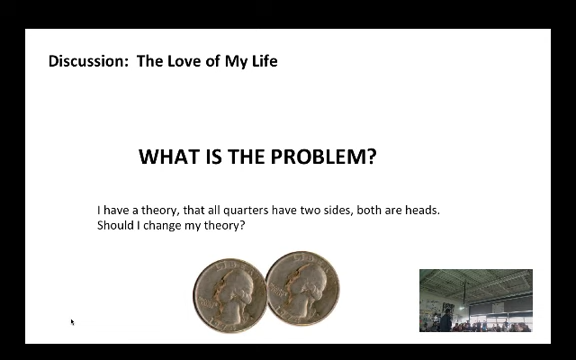 Discussion:  The Love of My Life
WHAT IS THE PROBLEM?
I have a theory, that all quarters have two sides, both are heads.
Should I change my theory?